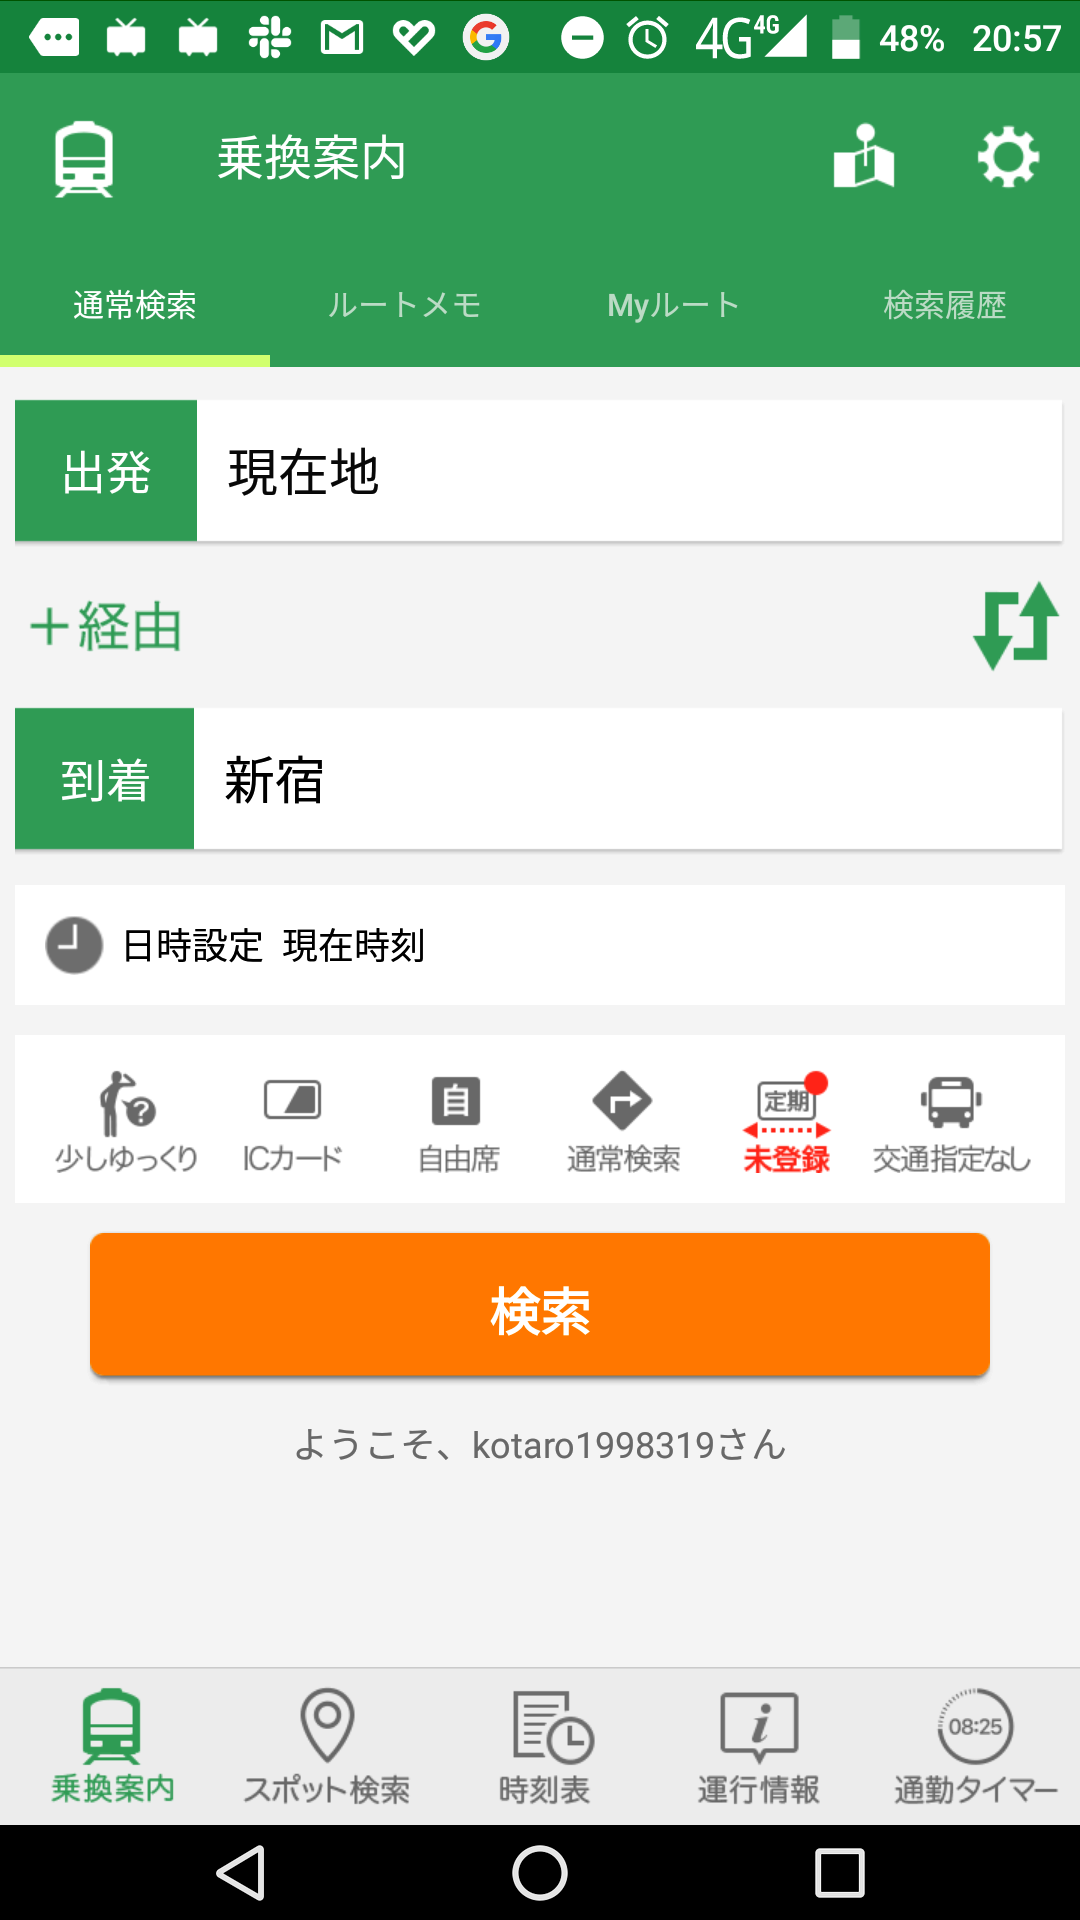 4G 4G 48% 20:57
乗換案内
通常検索 ルートメモ Myルート 検索履歴
出発 現在地
＋経由
到着 新宿
日時設定 現在時刻
定期
少しゆっくり ICカード 自由席 通常検索 未登録 交通指定なし
検索
ようこそ、kotaro1998319さん
08:25
乗換案内 スポット検索 時刻表 運行情報 通勤タイマー